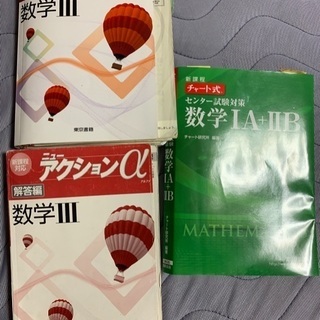 数学III
東京書籍
新課程
対応
ニュー
アクションα
解答編
数学III
新課程
チャート式
センター試験対策
数学IA+IIB
チャート研究所
MATHEM
数学IA+IIB